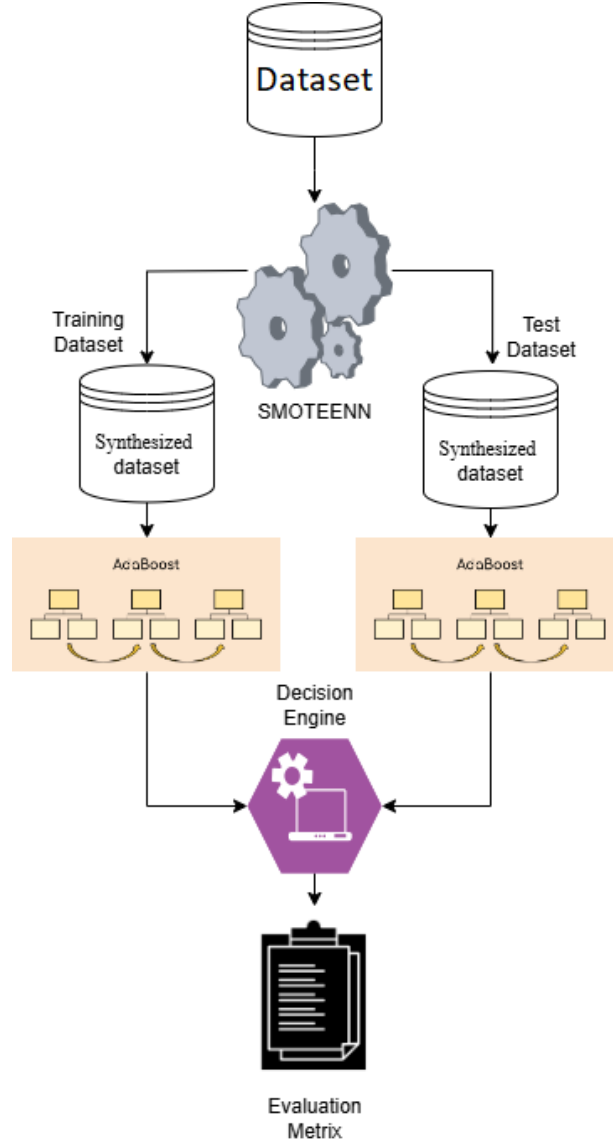 Dataset
Training
Dataset
Test
Dataset
SMOTEENN
Synthesized
dataset
Synthesized
dataset
AdaBoost
AdaBoost
Decision
Engine
Evaluation
Metrix